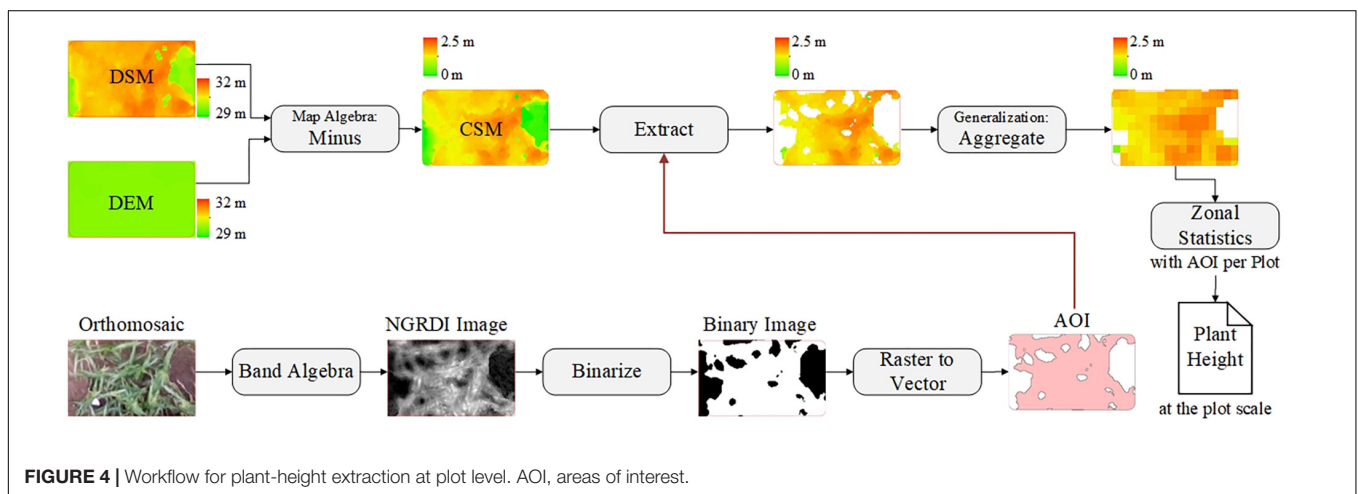 2.5 m
0 m
2.5 m
0 m
2.5 m
0 m
DSM
32 m
29 m
Map Algebra:
Minus
CSM
Extract
Generalization:
Aggregate
DEM
32 m
29 m
Zonal
Statistics
with AOI per Plot
Orthomosaic
NGRDI Image
Binary Image
AOI
Band Algebra
Binarize
Raster to
Vector
Plant
Height
at the plot scale
FIGURE 4 | Workflow for plant-height extraction at plot level. AOI, areas of interest.